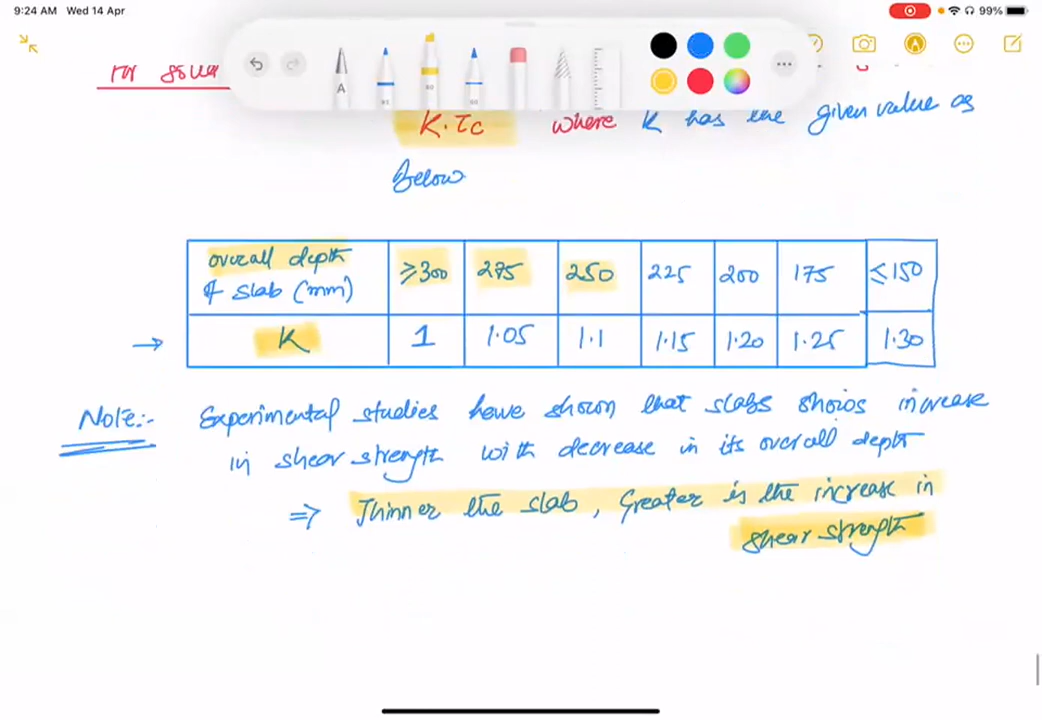 9:24 AM Wed 14 Apr
99%
A
K·τc where K has the given value as
Below
overall depth of slab (mm) ≥300 275 250 225 200 175 ≤150
→ K 1 1.05 1.1 1.15 1.20 1.25 1.30
Note:- Experimental studies have shown that slabs shows increase
in shear strength with decrease in its overall depth
⇒ Thinner the slab, Greater is the increase in
shear strength